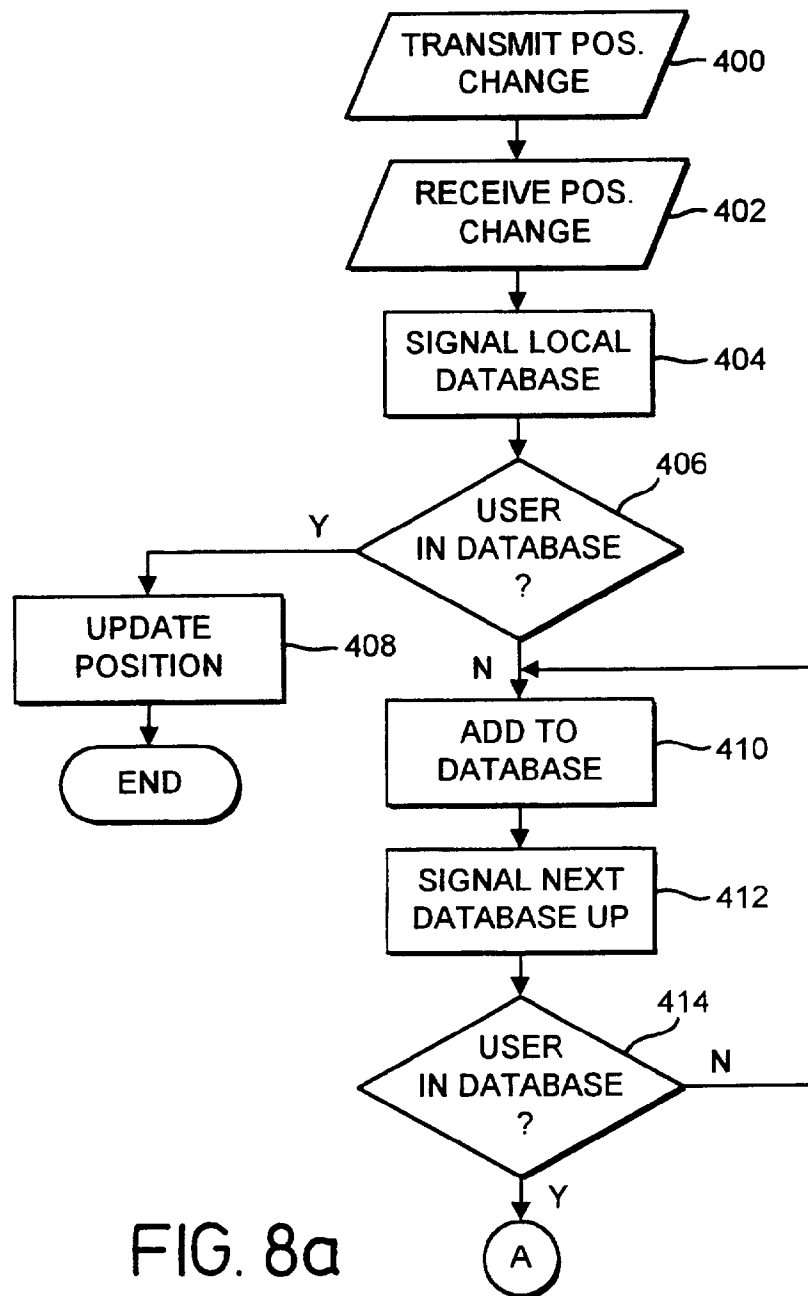 TRANSMIT POS.
CHANGE
400
RECEIVE POS.
CHANGE
402
SIGNAL LOCAL
DATABASE
404
406
USER
IN DATABASE
?
Y
UPDATE
POSITION
408
END
N
ADD TO
DATABASE
410
SIGNAL NEXT
DATABASE UP
412
414
USER
IN DATABASE
?
N
Y
A
FIG. 8a